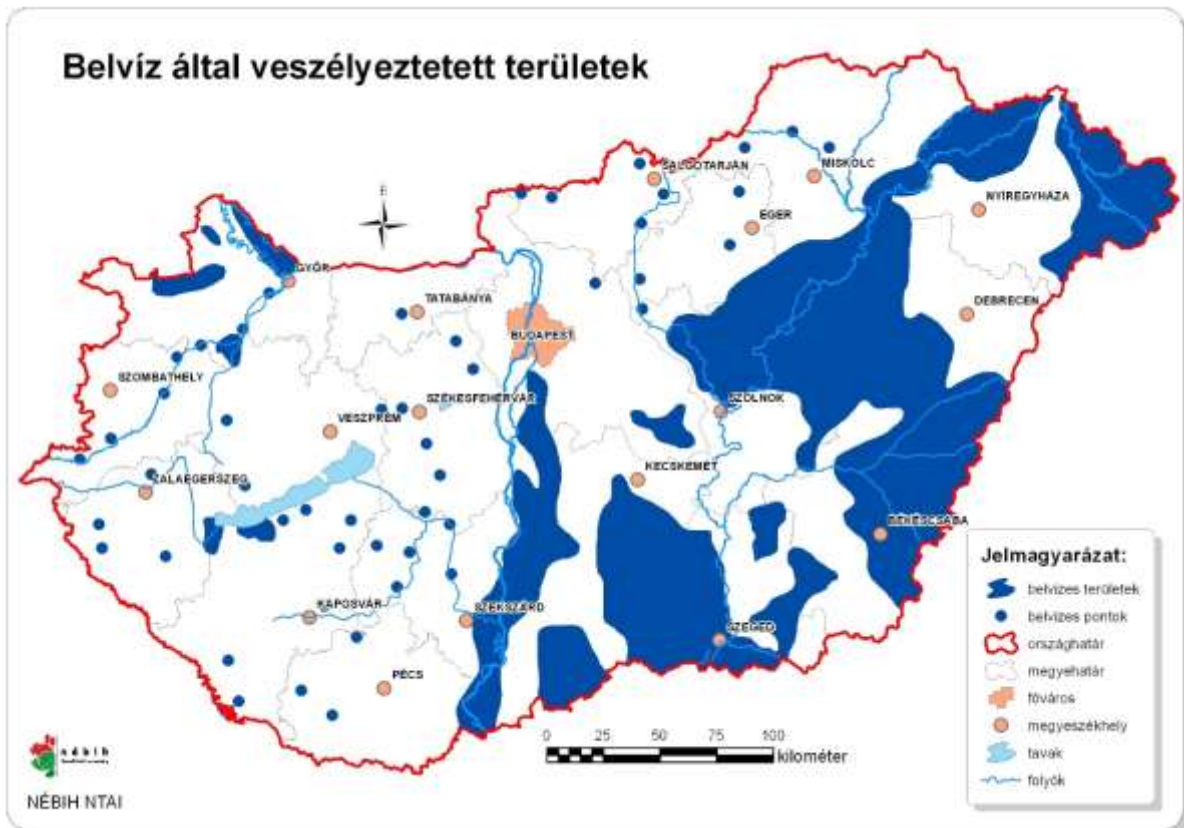 Belvíz által veszélyeztetett területek
É
SALGÓTARJÁN
MISKOLC
NYÍREGYHÁZA
EGER
GYŐR
TATABÁNYA
DEBRECEN
BUDAPEST
SZOMBATHELY
SZÉKESFEHÉRVÁR
SZOLNOK
VESZPRÉM
KECSKEMÉT
ZALAEGERSZEG
BÉKÉSCSABA
KAPOSVÁR
SZEKSZÁRD
SZEGED
PÉCS
Jelmagyarázat:
belvizes területek
belvizes pontok
országhatár
megyehatár
főváros
megyeszékhely
tavak
folyók
0 25 50 75 100
kilométer
nébih
NÉBIH NTAI